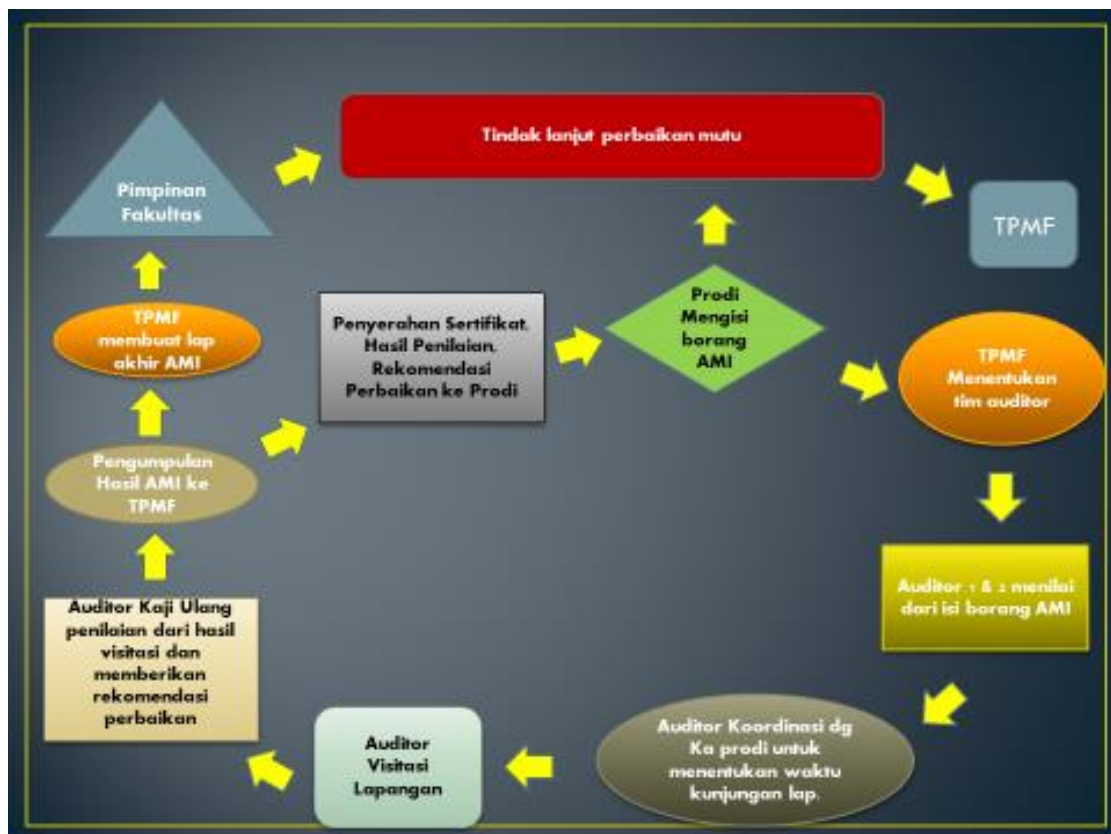 Tindak lanjut perbaikan mutu
Pimpinan
Fakultas
TPMF
TPMF
membuat lap
akhir AMI
Penyerahan Sertifikat,
Hasil Penilaian,
Rekomendasi
Perbaikan ke Prodi
Prodi
Mengisi
borang
AMI
TPMF
Menentukan
tim auditor
Pengumpulan
Hasil AMI ke
TPMF
Auditor 1 & 2 menilai
dari isi borang AMI
Auditor Kaji Ulang
penilaian dari hasil
visitasi dan
memberikan
rekomendasi
perbaikan
Auditor
Visitasi
Lapangan
Auditor Koordinasi dg
Ka prodi untuk
menentukan waktu
kunjungan lap.